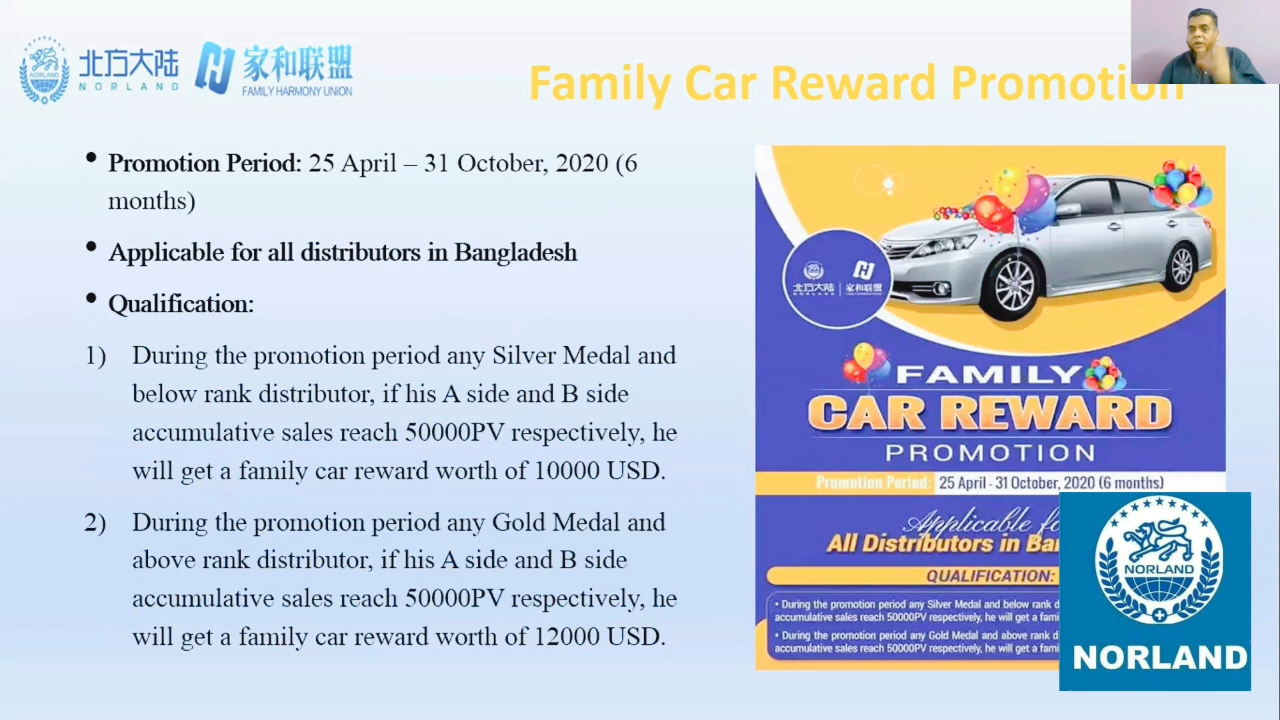 北方大陆
NORLAND
家和联盟
FAMILY HARMONY UNION
NORLAND
Family Car Reward Promotion
• Promotion Period: 25 April – 31 October, 2020 (6
months)
• Applicable for all distributors in Bangladesh
• Qualification:
1) During the promotion period any Silver Medal and
below rank distributor, if his A side and B side
accumulative sales reach 50000PV respectively, he
will get a family car reward worth of 10000 USD.
2) During the promotion period any Gold Medal and
above rank distributor, if his A side and B side
accumulative sales reach 50000PV respectively, he
will get a family car reward worth of 12000 USD.
北方大陆 家和联盟
FAMILY
CAR REWARD
PROMOTION
Promotion Period: 25 April - 31 October, 2020 (6 months)
Applicable fo
All Distributors in Ba
QUALIFICATION:
• During the promotion period any Silver Medal and below rank d
accumulative sales reach 50000PV respectively, he will get a fami
• During the promotion period any Gold Medal and above rank d
accumulative sales reach 50000PV respectively, he will get a fami
NORLAND
NORLAND